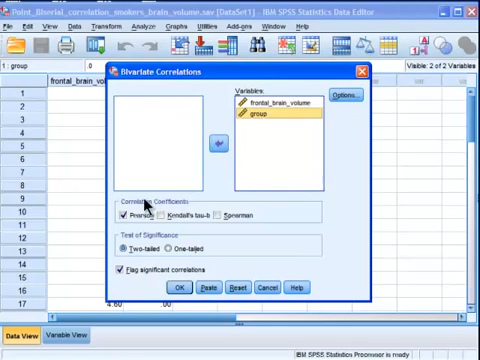 Point_Biserial_correlation_smokers_brain_volume.sav [DataSet1] - IBM SPSS Statistics Data Editor
File Edit View Data Transform Analyze Graphs Utilities Add-ons Window Help
1 : group .0 Visible: 2 of 2 Variables
frontal_brain_vo
1
2
3
4
5
6
7
8
9
10
11
12
13
14
15
16
17 4.60 .00
Bivariate Correlations
Variables:
frontal_brain_volume
group
Options...
Correlation Coefficients
Pearson Kendall's tau-b Spearman
Test of Significance
Two-tailed One-tailed
Flag significant correlations
OK Paste Reset Cancel Help
Data View Variable View
IBM SPSS Statistics Processor is ready